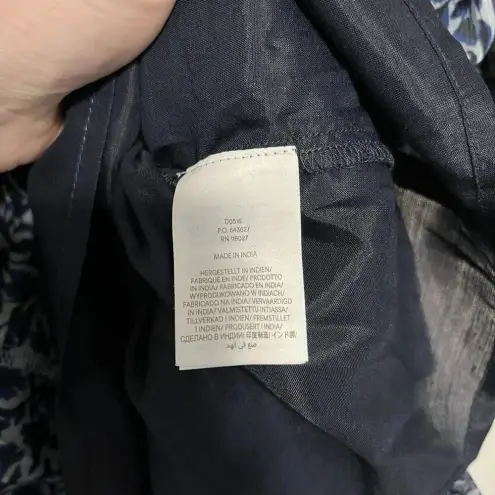 D0516
P.O. 643627
RN 98087
MADE IN INDIA
HERGESTELLT IN INDIEN/
FABRIQUÉ EN INDE/ PRODOTTO
IN INDIA/ FABRICADO EN INDIA/
WYPRODUKOWANO W INDIACH/
FABRICADO NA INDIA/ VERVAARDIGD
IN INDIA/ VALMISTETTU INTIASSA/
TILLVERKAD I INDIEN/ FREMSTILLET
I INDIEN/ PRODUSERT I INDIA/
СДЕЛАНО В ИНДИИ/ 印度制造/ インド製/
صنع في الهند